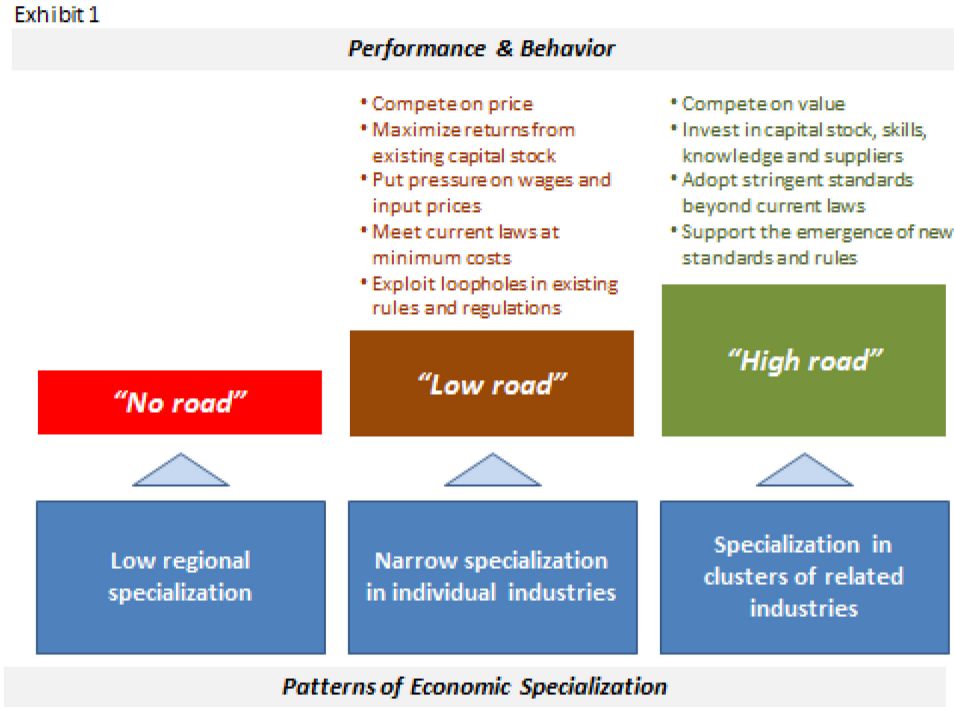 Exhibit 1
Performance & Behavior
• Compete on price
• Maximize returns from
existing capital stock
• Put pressure on wages and
input prices
• Meet current laws at
minimum costs
• Exploit loopholes in existing
rules and regulations
• Compete on value
• Invest in capital stock, skills,
knowledge and suppliers
• Adopt stringent standards
beyond current laws
• Support the emergence of new
standards and rules
“No road”
“Low road”
“High road”
Low regional
specialization
Narrow specialization
in individual industries
Specialization in
clusters of related
industries
Patterns of Economic Specialization